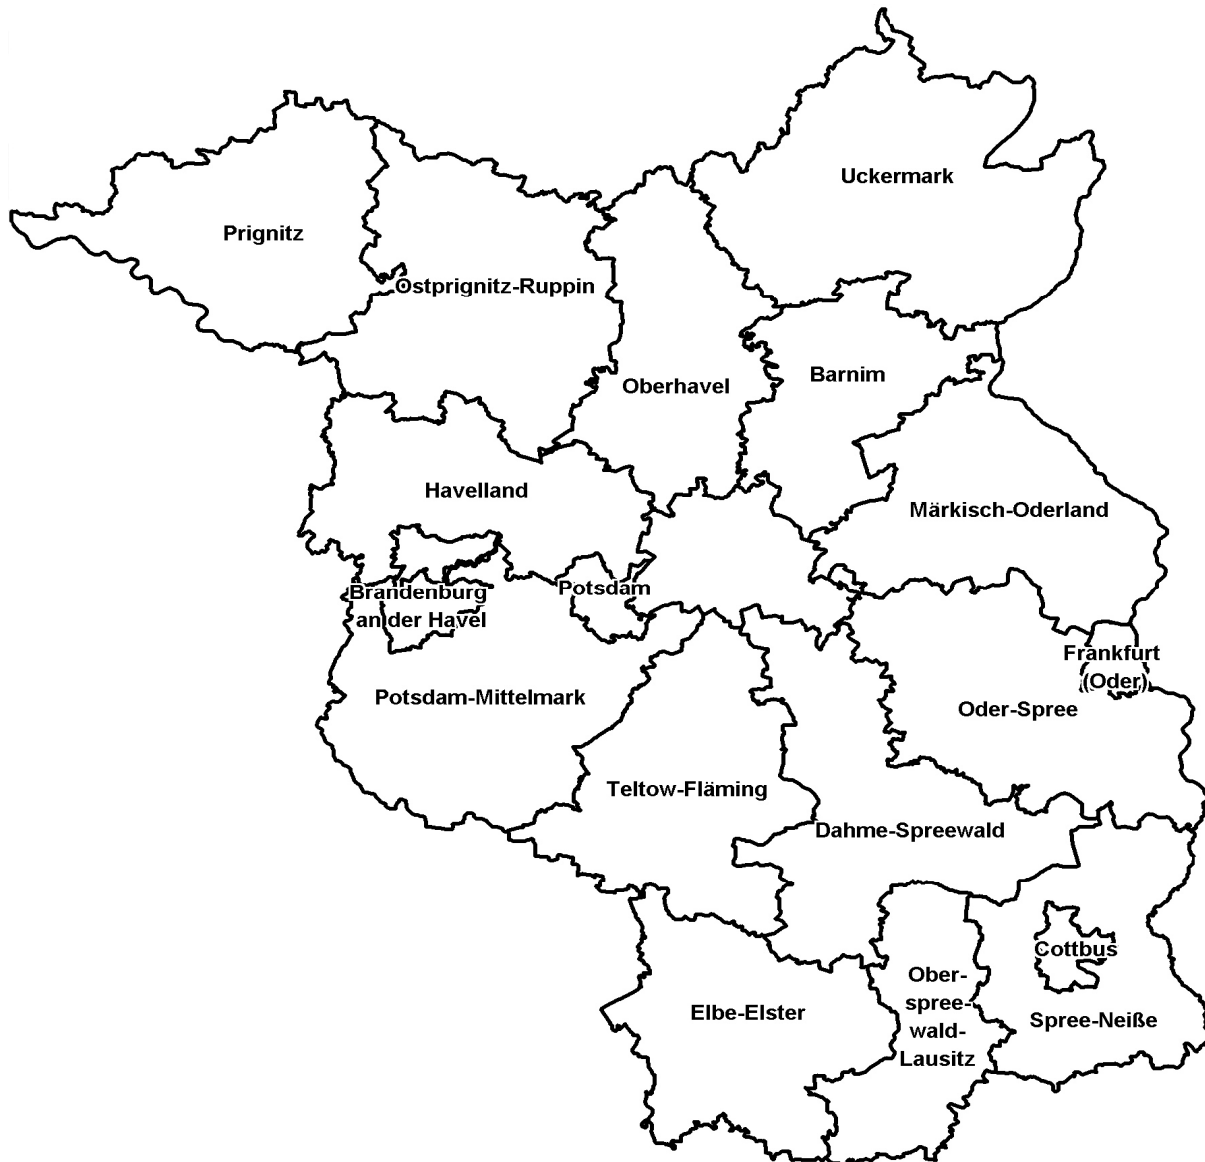 Uckermark
Prignitz
Ostprignitz-Ruppin
Oberhavel
Barnim
Havelland
Märkisch-Oderland
Brandenburg
an der Havel
Potsdam
Frankfurt
(Oder)
Potsdam-Mittelmark
Oder-Spree
Teltow-Fläming
Dahme-Spreewald
Cottbus
Ober-
spree-
wald-
Lausitz
Elbe-Elster
Spree-Neiße